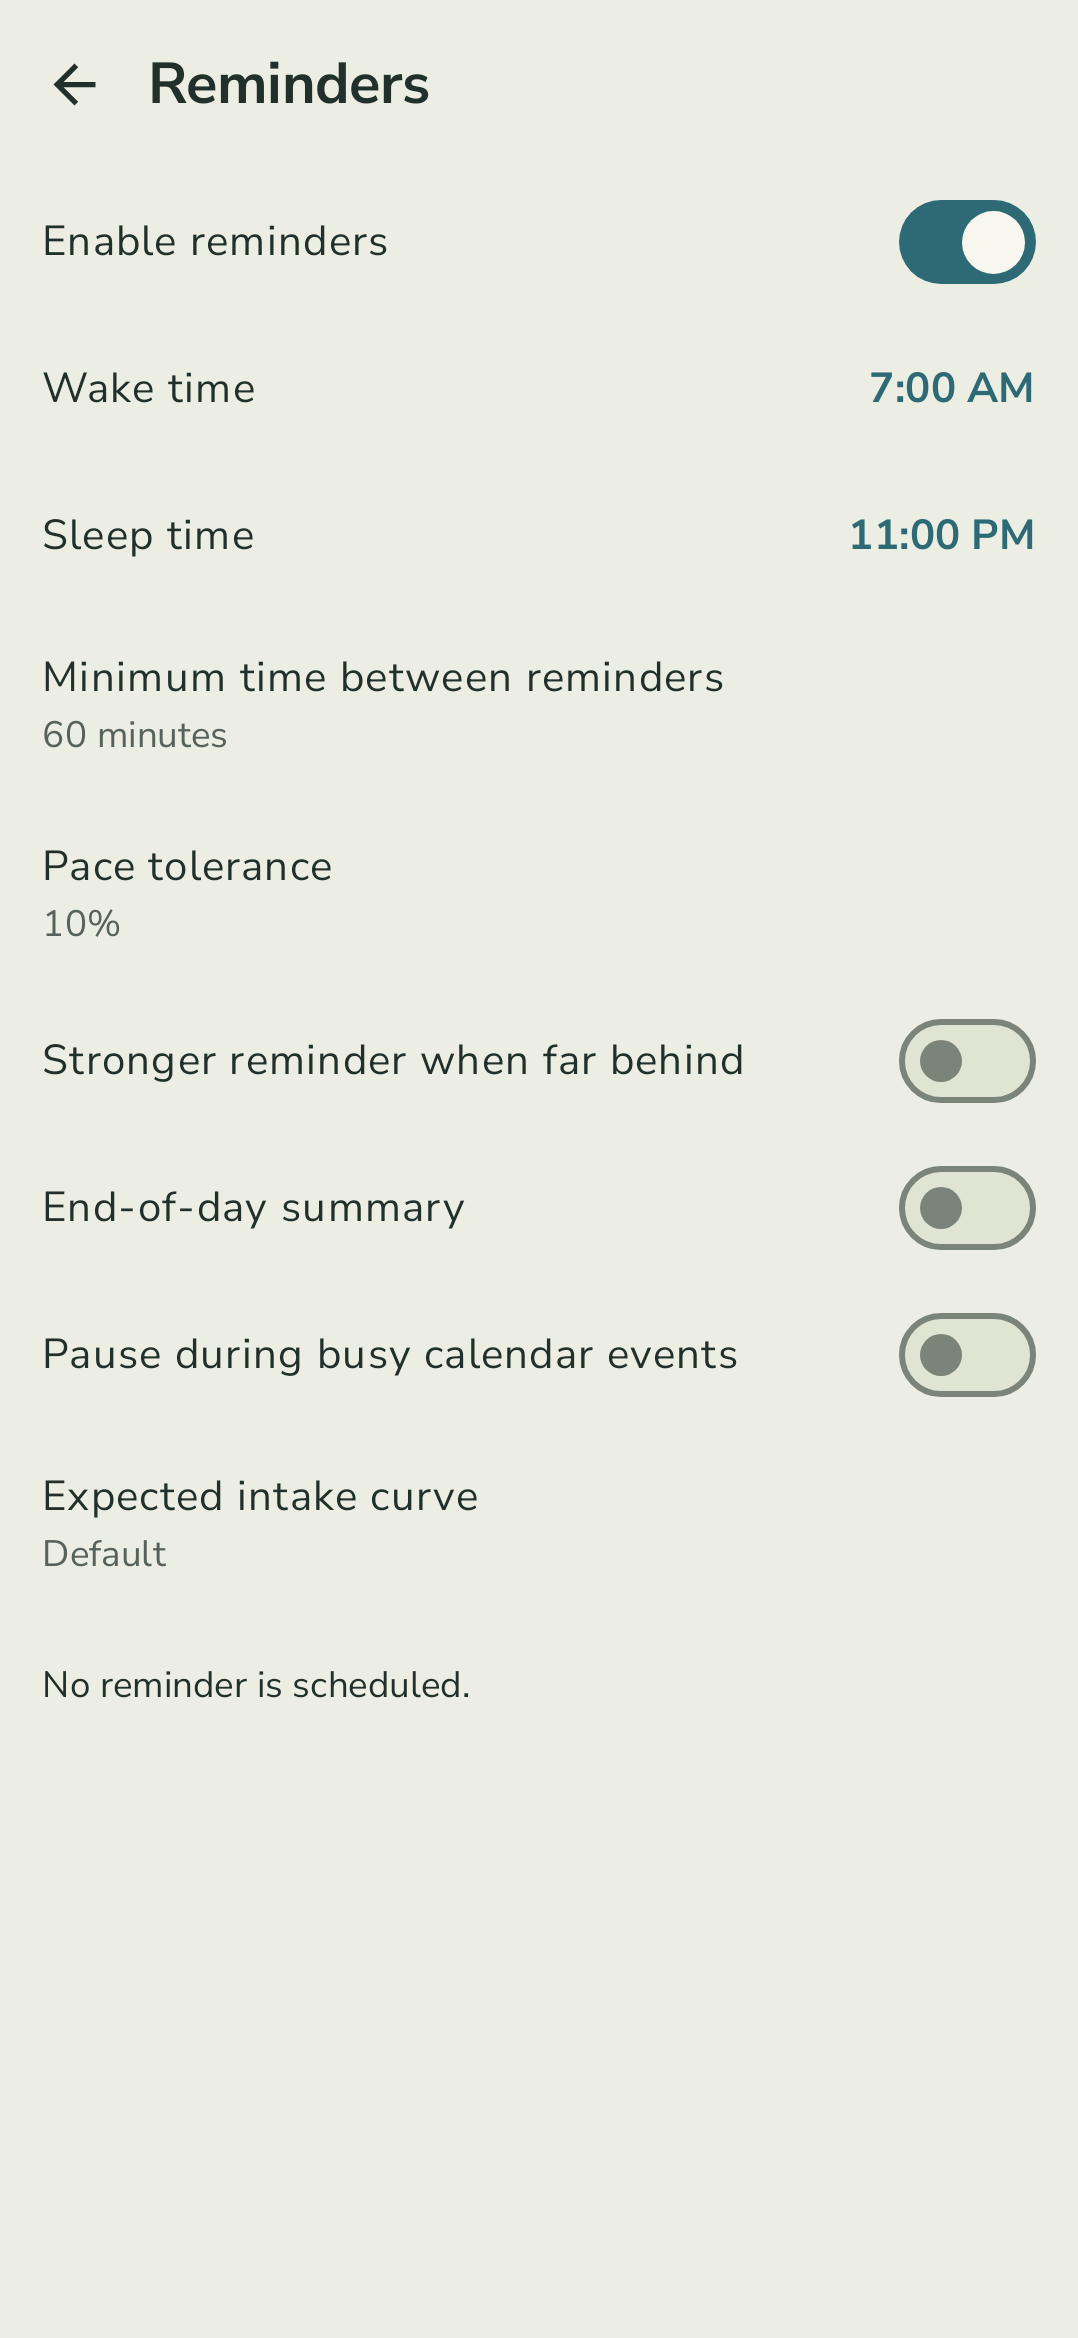 Reminders
Enable reminders
Wake time
7:00 AM
Sleep time
11:00 PM
Minimum time between reminders
60 minutes
Pace tolerance
10%
Stronger reminder when far behind
End-of-day summary
Pause during busy calendar events
Expected intake curve
Default
No reminder is scheduled.